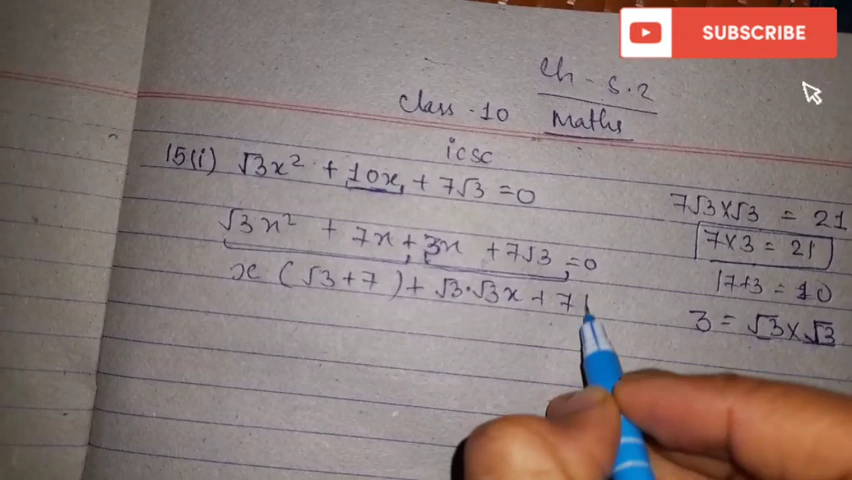 SUBSCRIBE
Ch - 5.2
Class - 10 Maths
icsc
15(i) √3x² + 10x + 7√3 = 0
√3x² + 7x + 3x + 7√3 = 0
x (√3 + 7) + √3·√3x + 7
7√3×√3 = 21
7×3 = 21
7+3 = 10
3 = √3×√3